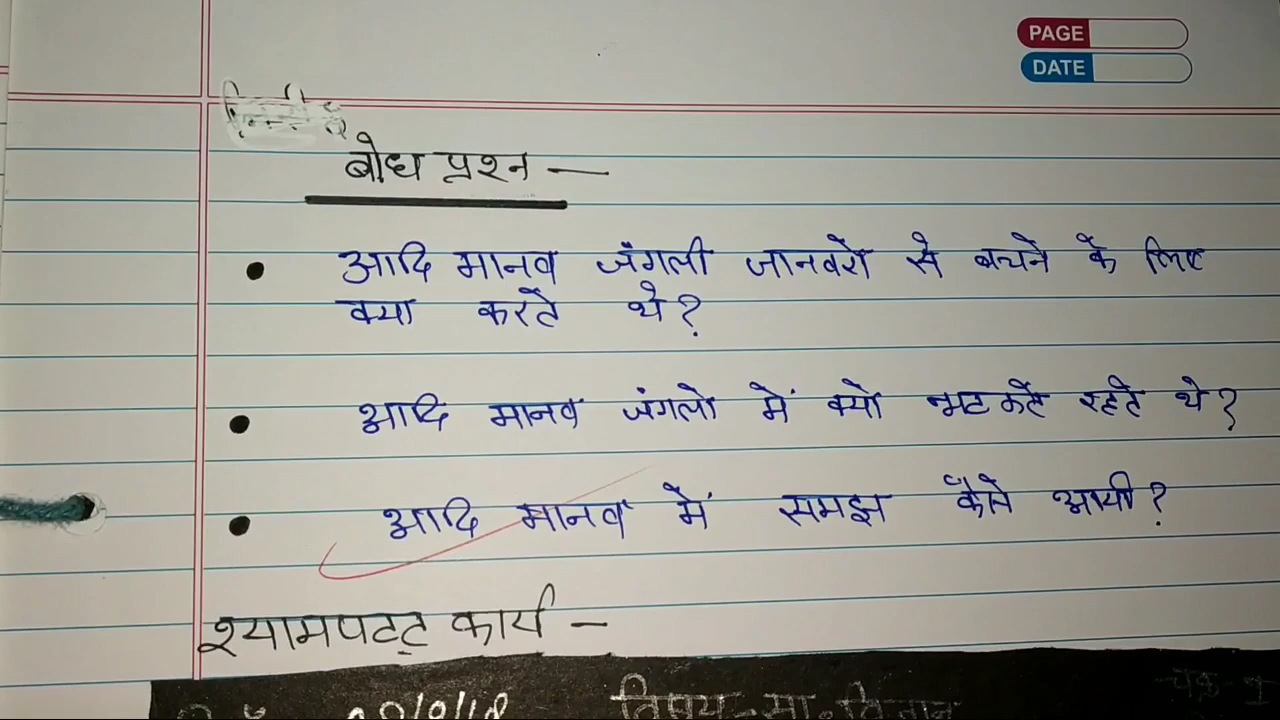 PAGE
DATE
बोध प्रश्न —
• आदि मानव जंगली जानवरो से बचने के लिए
क्या करते थे?
• आदि मानव जंगलो में क्यो भटकते रहते थे?
• आदि मानव में समझ कैसे आयी?
श्यामपट्ट कार्य –
विषय - सा. विज्ञान